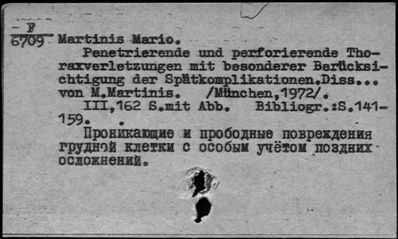 F
6709
Martinis Mario.
Penetrierende und perforierende Tho-
raxverletzungen mit besonderer Berücksi-
chtigung der Spätkomplikationen.Diss...
von M.Martinis. /München,1972/.
III,162 S.mit Abb. Bibliogr.:S.141-
159.
Проникающие и прободные повреждения
грудной клетки с особым учётом поздних
осложнений.